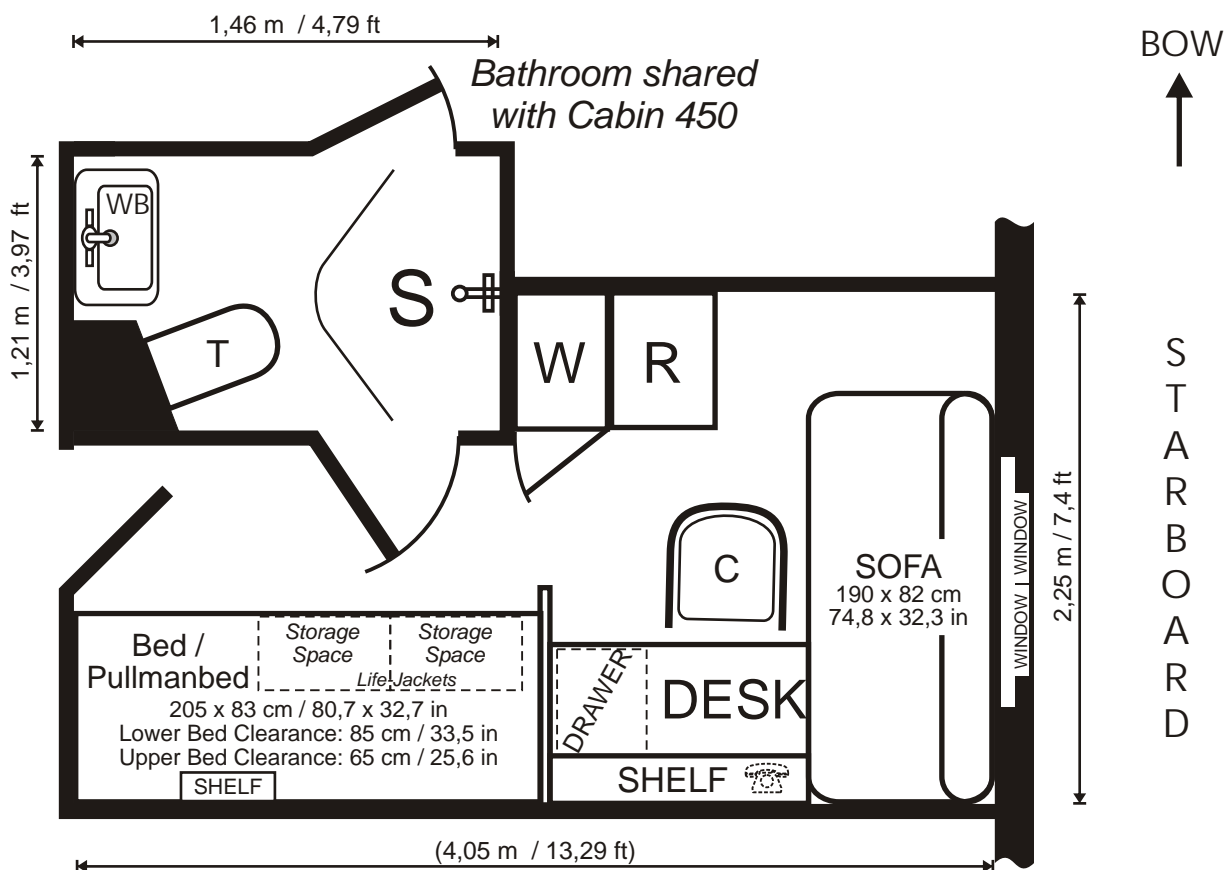 1,46 m / 4,79 ft
BOW
Bathroom shared
with Cabin 450
1,21 m / 3,97 ft
WB
T
S
W
R
STARBOARD
2,25 m / 7,4 ft
WINDOW
WINDOW
C
SOFA
190 x 82 cm
74,8 x 32,3 in
Bed /
Pullmanbed
Storage
Space
Storage
Space
Life-Jackets
205 x 83 cm / 80,7 x 32,7 in
Lower Bed Clearance: 85 cm / 33,5 in
Upper Bed Clearance: 65 cm / 25,6 in
SHELF
DRAWER
DESK
SHELF
(4,05 m / 13,29 ft)